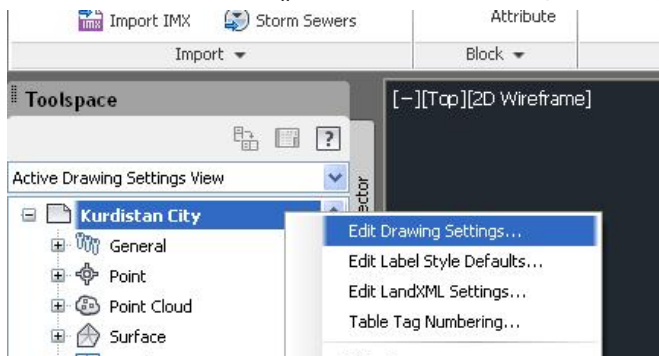 Import IMX
Storm Sewers
Attribute
Import
Block
Toolspace
[-][Top][2D Wireframe]
?
Active Drawing Settings View
Kurdistan City
Edit Drawing Settings...
General
Edit Label Style Defaults...
Point
Edit LandXML Settings...
Point Cloud
Table Tag Numbering...
Surface